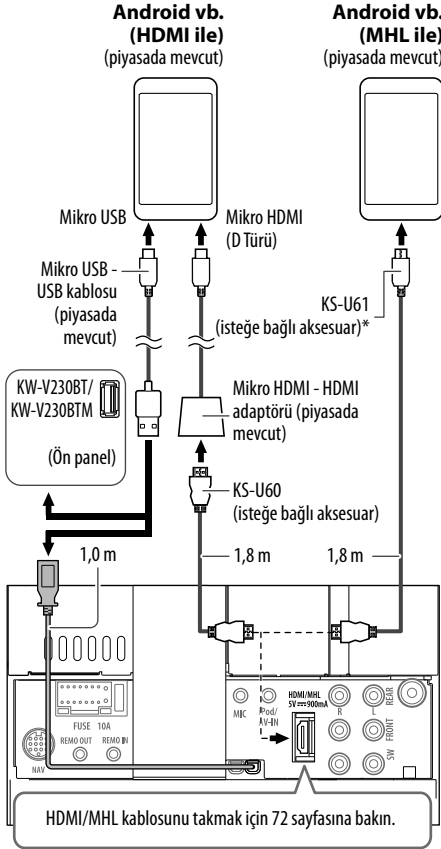 Android vb.
(HDMI ile)
(piyasada mevcut)
Android vb.
(MHL ile)
(piyasada mevcut)
Mikro USB
Mikro HDMI
(D Türü)
Mikro USB -
USB kablosu
(piyasada
mevcut)
KS-U61
(isteğe bağlı aksesuar)*
KW-V230BT/
KW-V230BTM
(Ön panel)
Mikro HDMI - HDMI
adaptörü (piyasada
mevcut)
KS-U60
(isteğe bağlı aksesuar)
1,0 m
1,8 m
1,8 m
FUSE 10A
REMO OUT
REMO IN
NAV
MIC
iPod/
AV-IN
HDMI/MHL
5V ⎓ 900mA
R
L
REAR
FRONT
SW
HDMI/MHL kablosunu takmak için 72 sayfasına bakın.